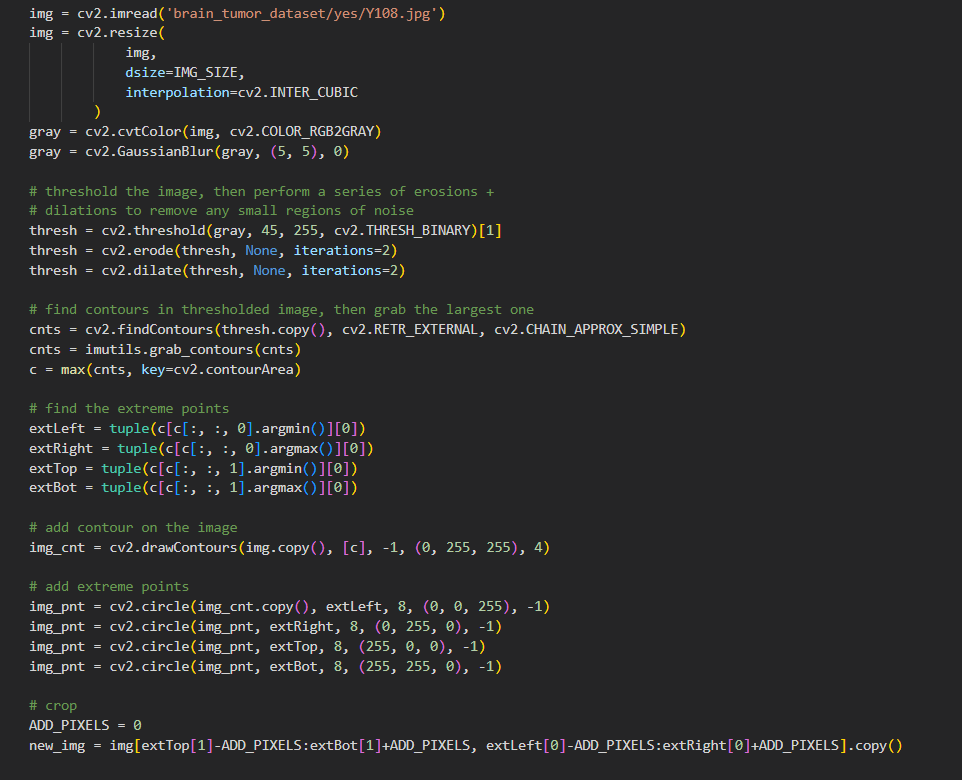 img = cv2.imread('brain_tumor_dataset/yes/Y108.jpg')
img = cv2.resize(
            img,
            dsize=IMG_SIZE,
            interpolation=cv2.INTER_CUBIC
        )
gray = cv2.cvtColor(img, cv2.COLOR_RGB2GRAY)
gray = cv2.GaussianBlur(gray, (5, 5), 0)

# threshold the image, then perform a series of erosions +
# dilations to remove any small regions of noise
thresh = cv2.threshold(gray, 45, 255, cv2.THRESH_BINARY)[1]
thresh = cv2.erode(thresh, None, iterations=2)
thresh = cv2.dilate(thresh, None, iterations=2)

# find contours in thresholded image, then grab the largest one
cnts = cv2.findContours(thresh.copy(), cv2.RETR_EXTERNAL, cv2.CHAIN_APPROX_SIMPLE)
cnts = imutils.grab_contours(cnts)
c = max(cnts, key=cv2.contourArea)

# find the extreme points
extLeft = tuple(c[c[:, :, 0].argmin()][0])
extRight = tuple(c[c[:, :, 0].argmax()][0])
extTop = tuple(c[c[:, :, 1].argmin()][0])
extBot = tuple(c[c[:, :, 1].argmax()][0])

# add contour on the image
img_cnt = cv2.drawContours(img.copy(), [c], -1, (0, 255, 255), 4)

# add extreme points
img_pnt = cv2.circle(img_cnt.copy(), extLeft, 8, (0, 0, 255), -1)
img_pnt = cv2.circle(img_pnt, extRight, 8, (0, 255, 0), -1)
img_pnt = cv2.circle(img_pnt, extTop, 8, (255, 0, 0), -1)
img_pnt = cv2.circle(img_pnt, extBot, 8, (255, 255, 0), -1)

# crop
ADD_PIXELS = 0
new_img = img[extTop[1]-ADD_PIXELS:extBot[1]+ADD_PIXELS, extLeft[0]-ADD_PIXELS:extRight[0]+ADD_PIXELS].copy()